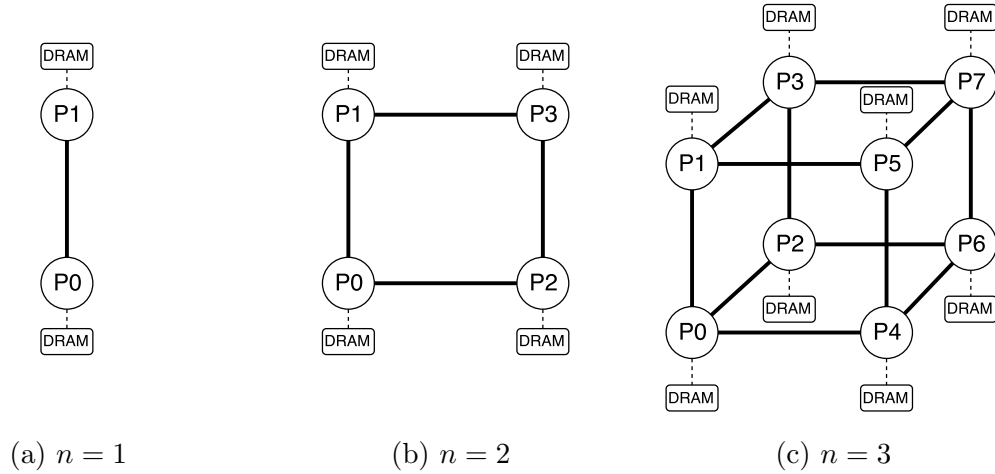 DRAM
P1
P0
DRAM
(a) n = 1
DRAM DRAM
P1 P3
P0 P2
DRAM DRAM
(b) n = 2
DRAM DRAM
P3 P7
DRAM DRAM
P1 P5
P2 P6
DRAM DRAM
P0 P4
DRAM DRAM
(c) n = 3